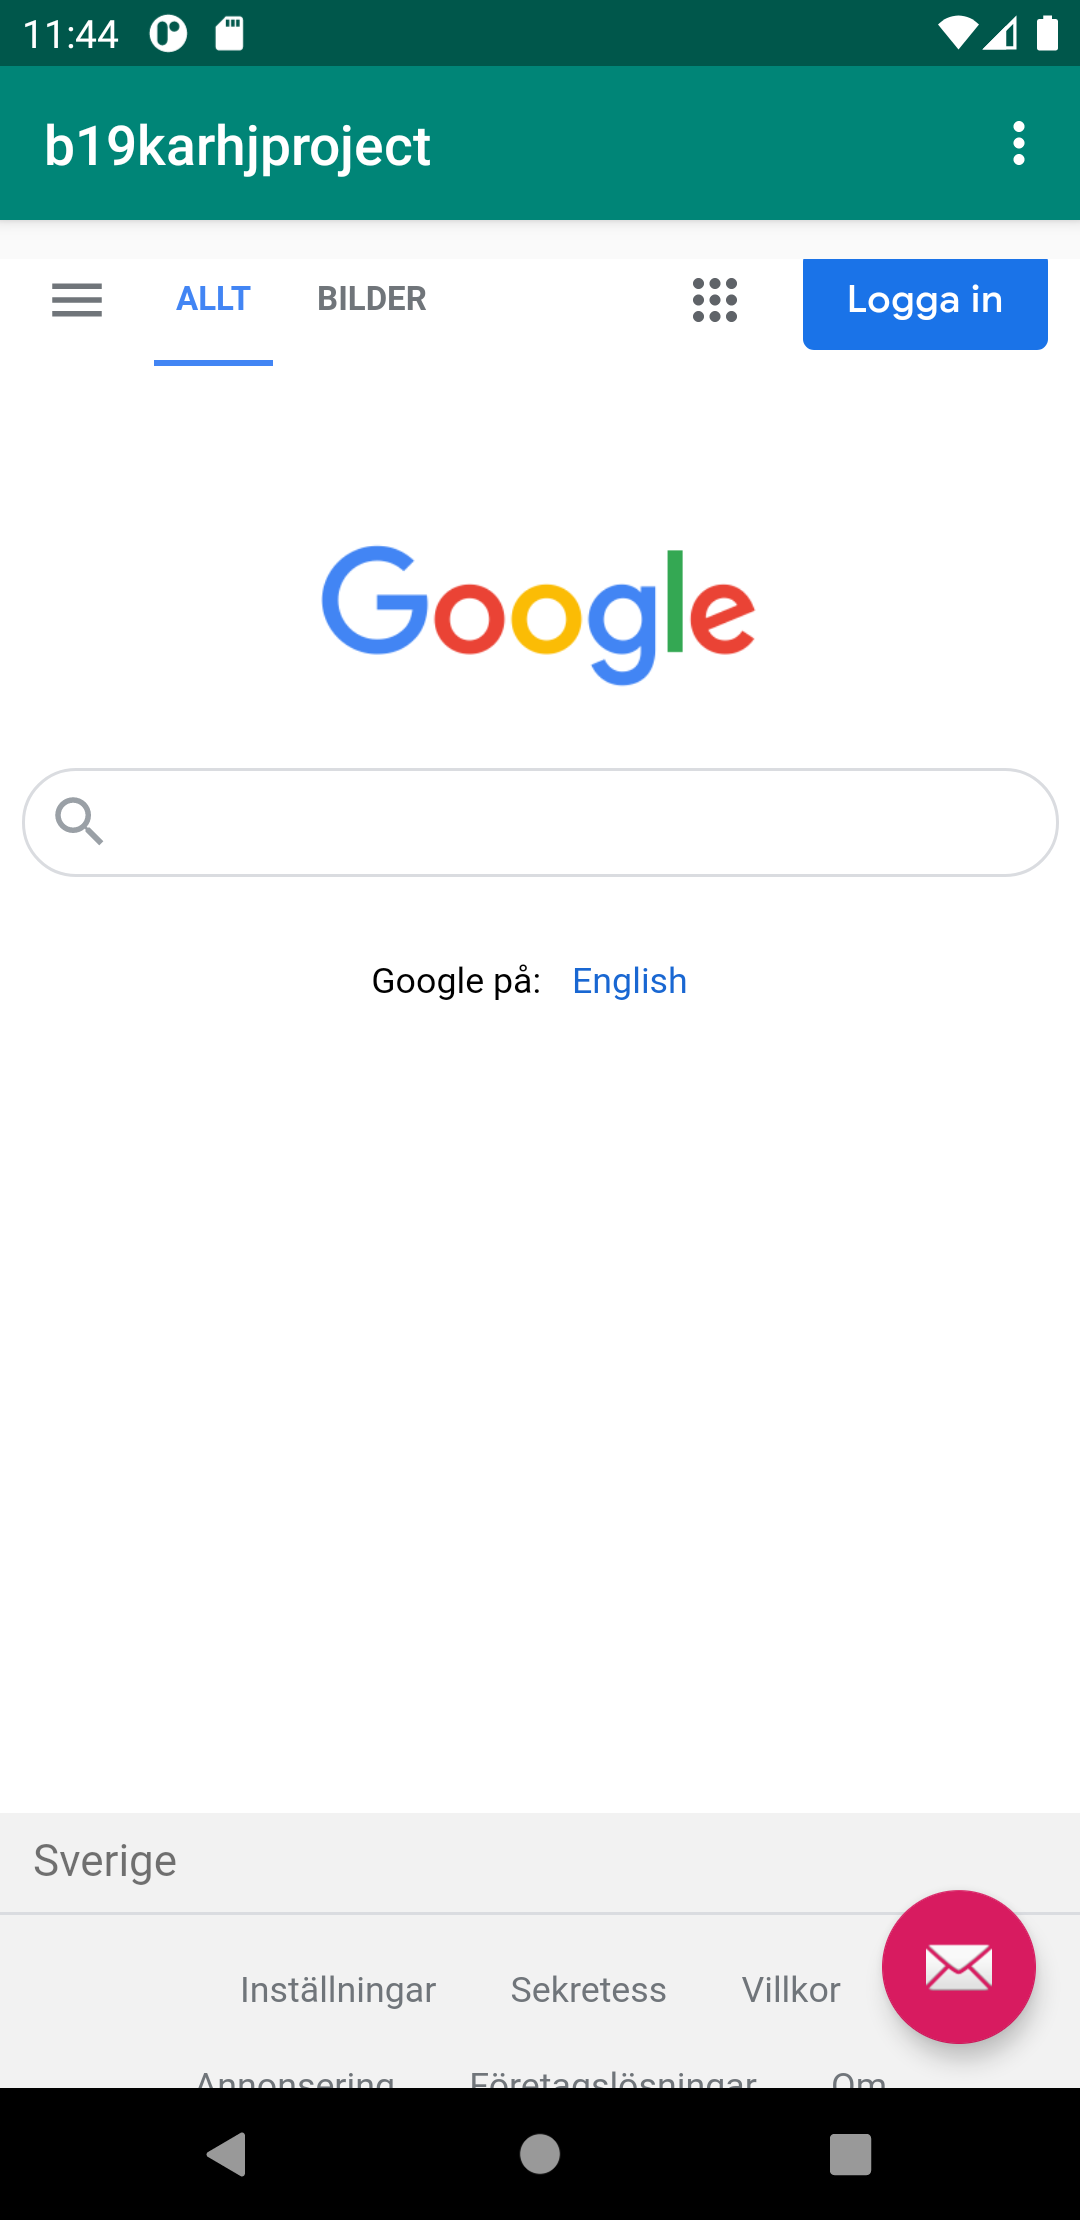 11:44
b19karhjproject
ALLT BILDER Logga in
Google
Google på: English
Sverige
Inställningar Sekretess Villkor
Annonsering Företagslösningar Om